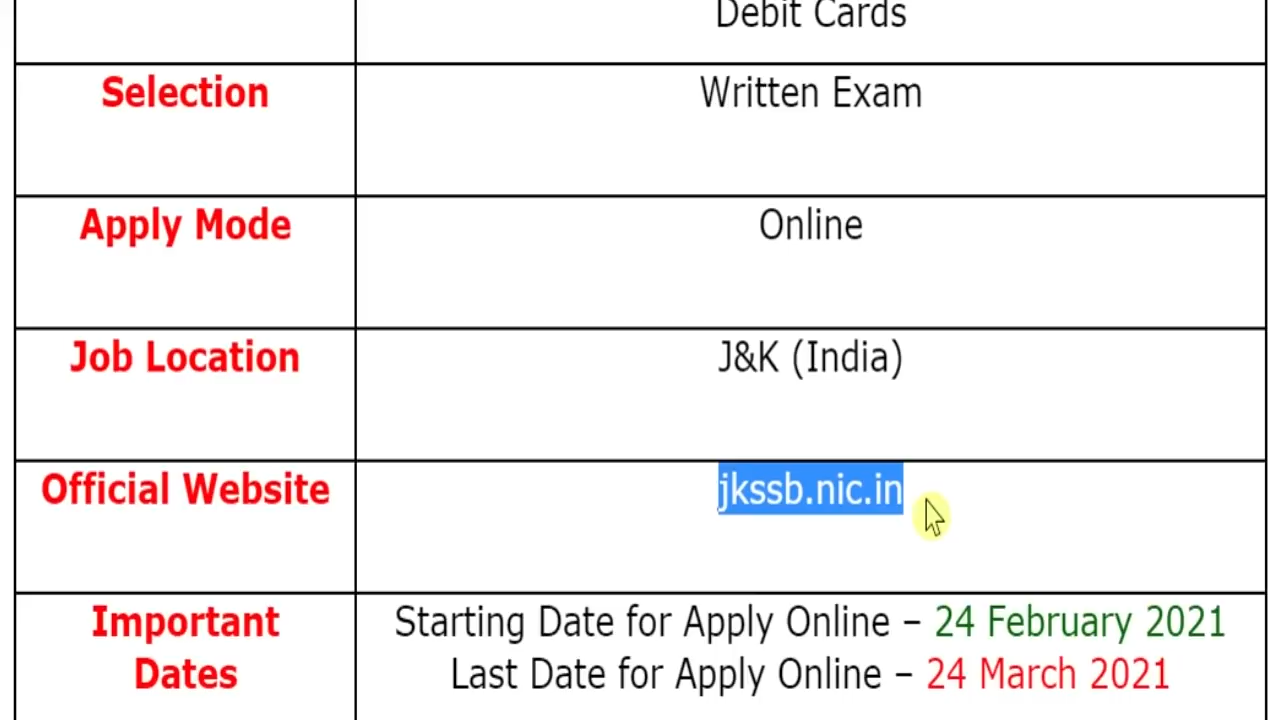 Debit Cards
Selection
Written Exam
Apply Mode
Online
Job Location
J&K (India)
Official Website
jkssb.nic.in
Important
Dates
Starting Date for Apply Online – 24 February 2021
Last Date for Apply Online – 24 March 2021